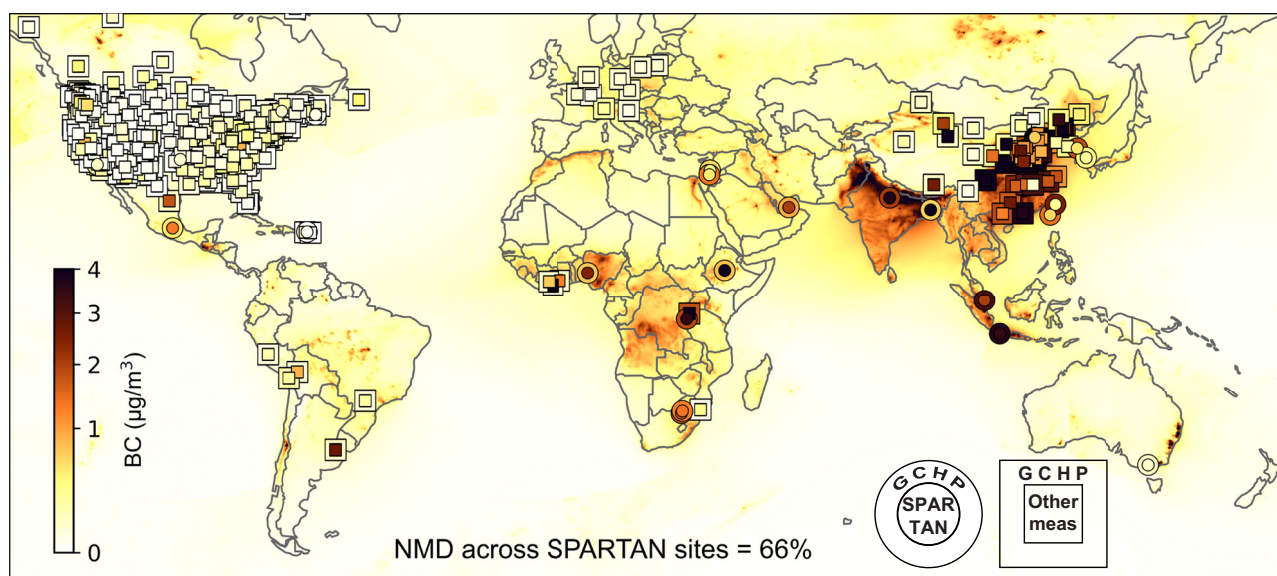 4
3
2
1
0
BC (μg/m³)
NMD across SPARTAN sites = 66%
GCHP
SPAR
TAN
GCHP
Other
meas